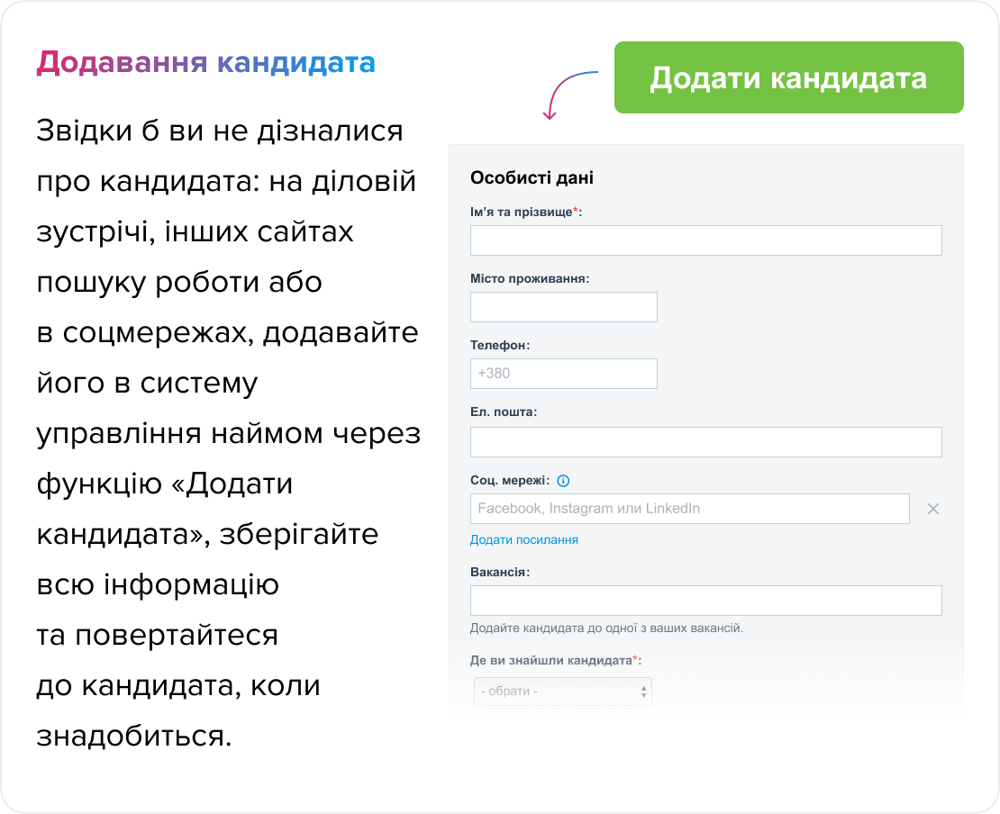 Додавання кандидата
Звідки б ви не дізналися
про кандидата: на діловій
зустрічі, інших сайтах
пошуку роботи або
в соцмережах, додавайте
його в систему
управління наймом через
функцію «Додати
кандидата», зберігайте
всю інформацію
та повертайтеся
до кандидата, коли
знадобиться.
Додати кандидата
Особисті дані
Ім’я та прізвище*:
Місто проживання:
Телефон:
+380
Ел. пошта:
Соц. мережі:
Facebook, Instagram или LinkedIn
Додати посилання
Вакансія:
Додайте кандидата до одної з ваших вакансій.
Де ви знайшли кандидата*:
- обрати -